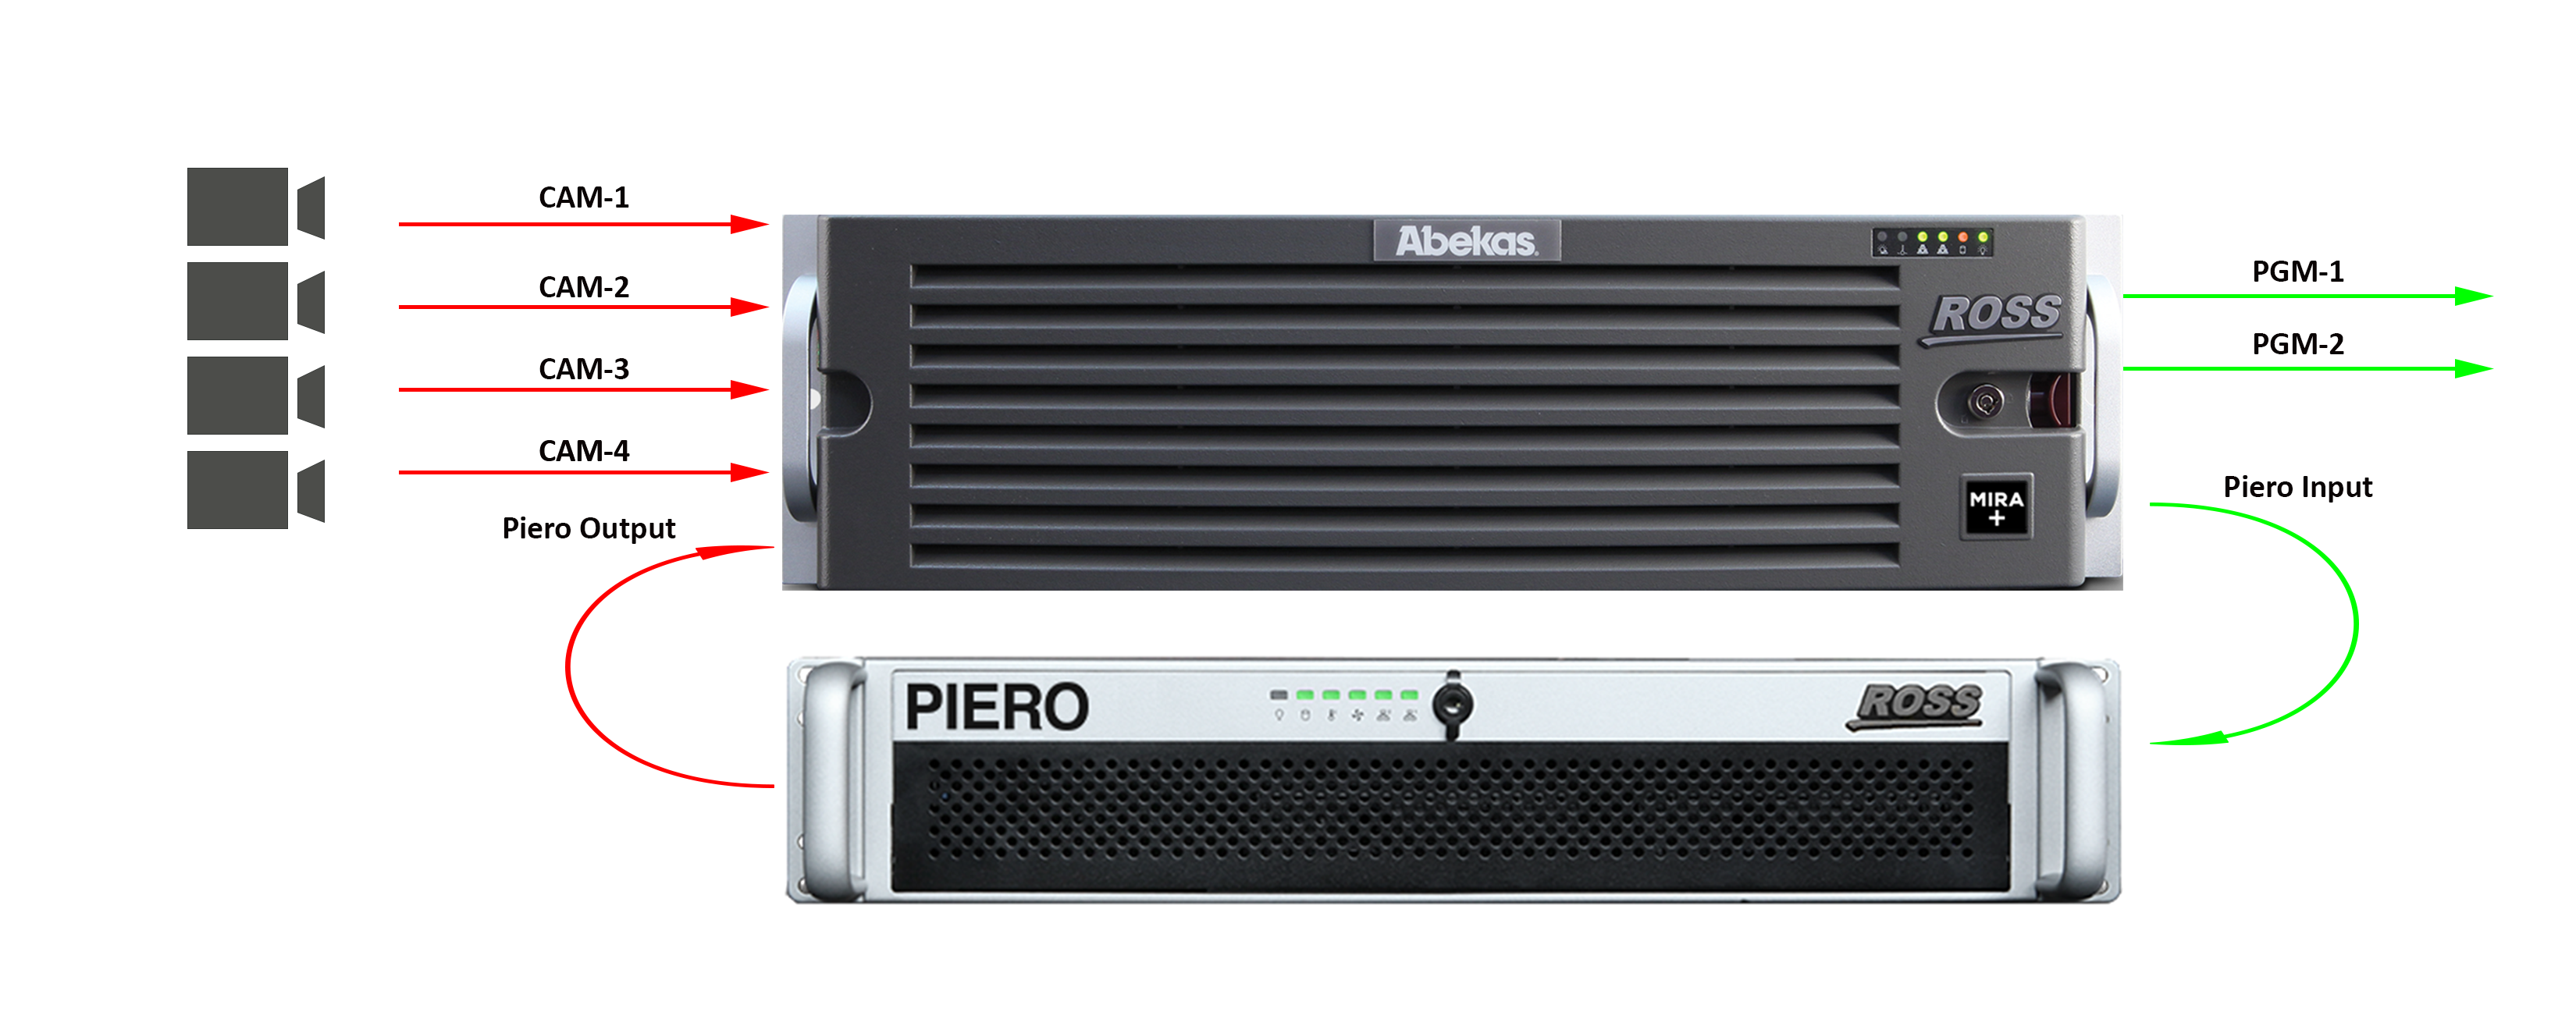 CAM-1
CAM-2
CAM-3
CAM-4
Piero Output
Abekas
ROSS
MIRA
+
PGM-1
PGM-2
Piero Input
PIERO
ROSS